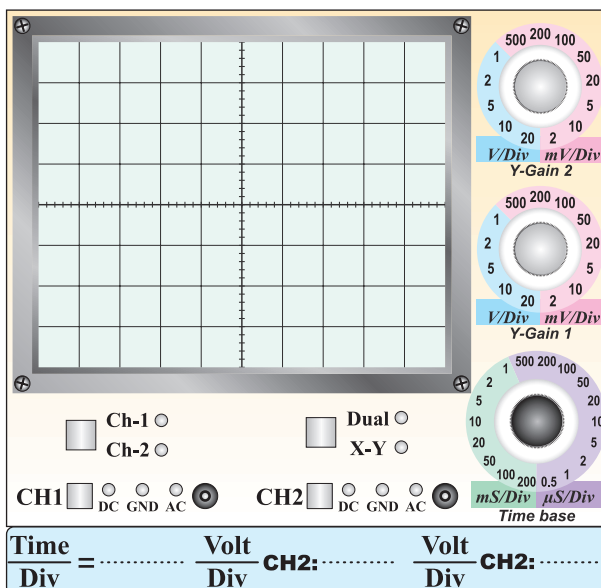 500 200 100
1 50
2 20
5 5
10 10
20 2
V/Div mV/Div
Y-Gain 2
500 200 100
1 50
2 20
5 5
10 10
20 2
V/Div mV/Div
Y-Gain 1
500 200 100
1 50
2 20
5 10
10 5
20 2
50 1
100 200 0.5
mS/Div µS/Div
Time base
Ch-1
Ch-2
Dual
X-Y
CH1 DC GND AC
CH2 DC GND AC
Time
Div = ············
Volt
Div CH2: ········
Volt
Div CH2: ········